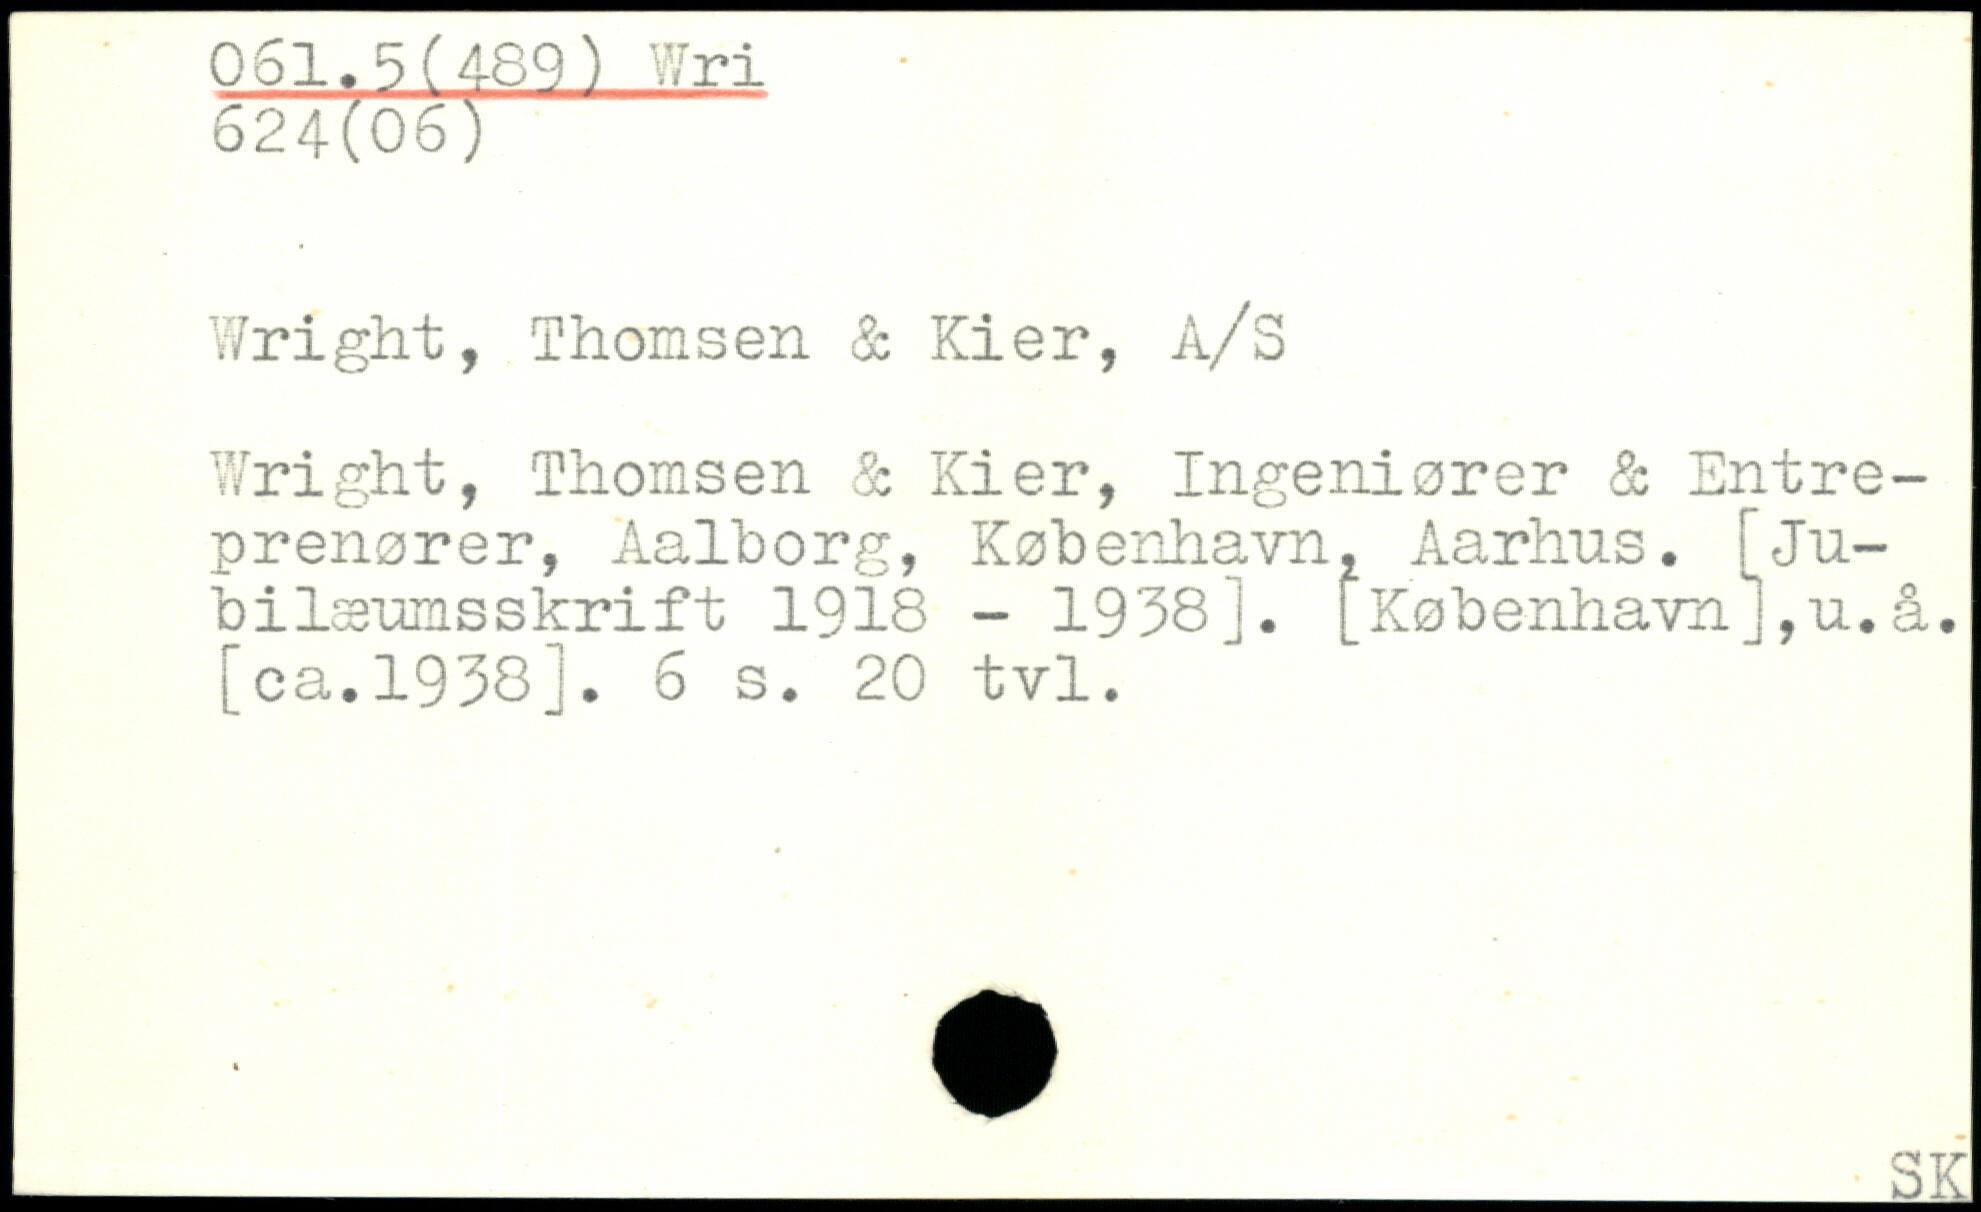 061.5(489) Wri
624(06)
Wright, Thomsen & Kier, A/S
Wright, Thomsen & Kier, Ingeniører & Entre-
prenører, Aalborg, København, Aarhus. [Ju-
bilæumsskrift 1918 - 1938]. [København],u.å.
[ca.1938]. 6 s. 20 tvl.
SK